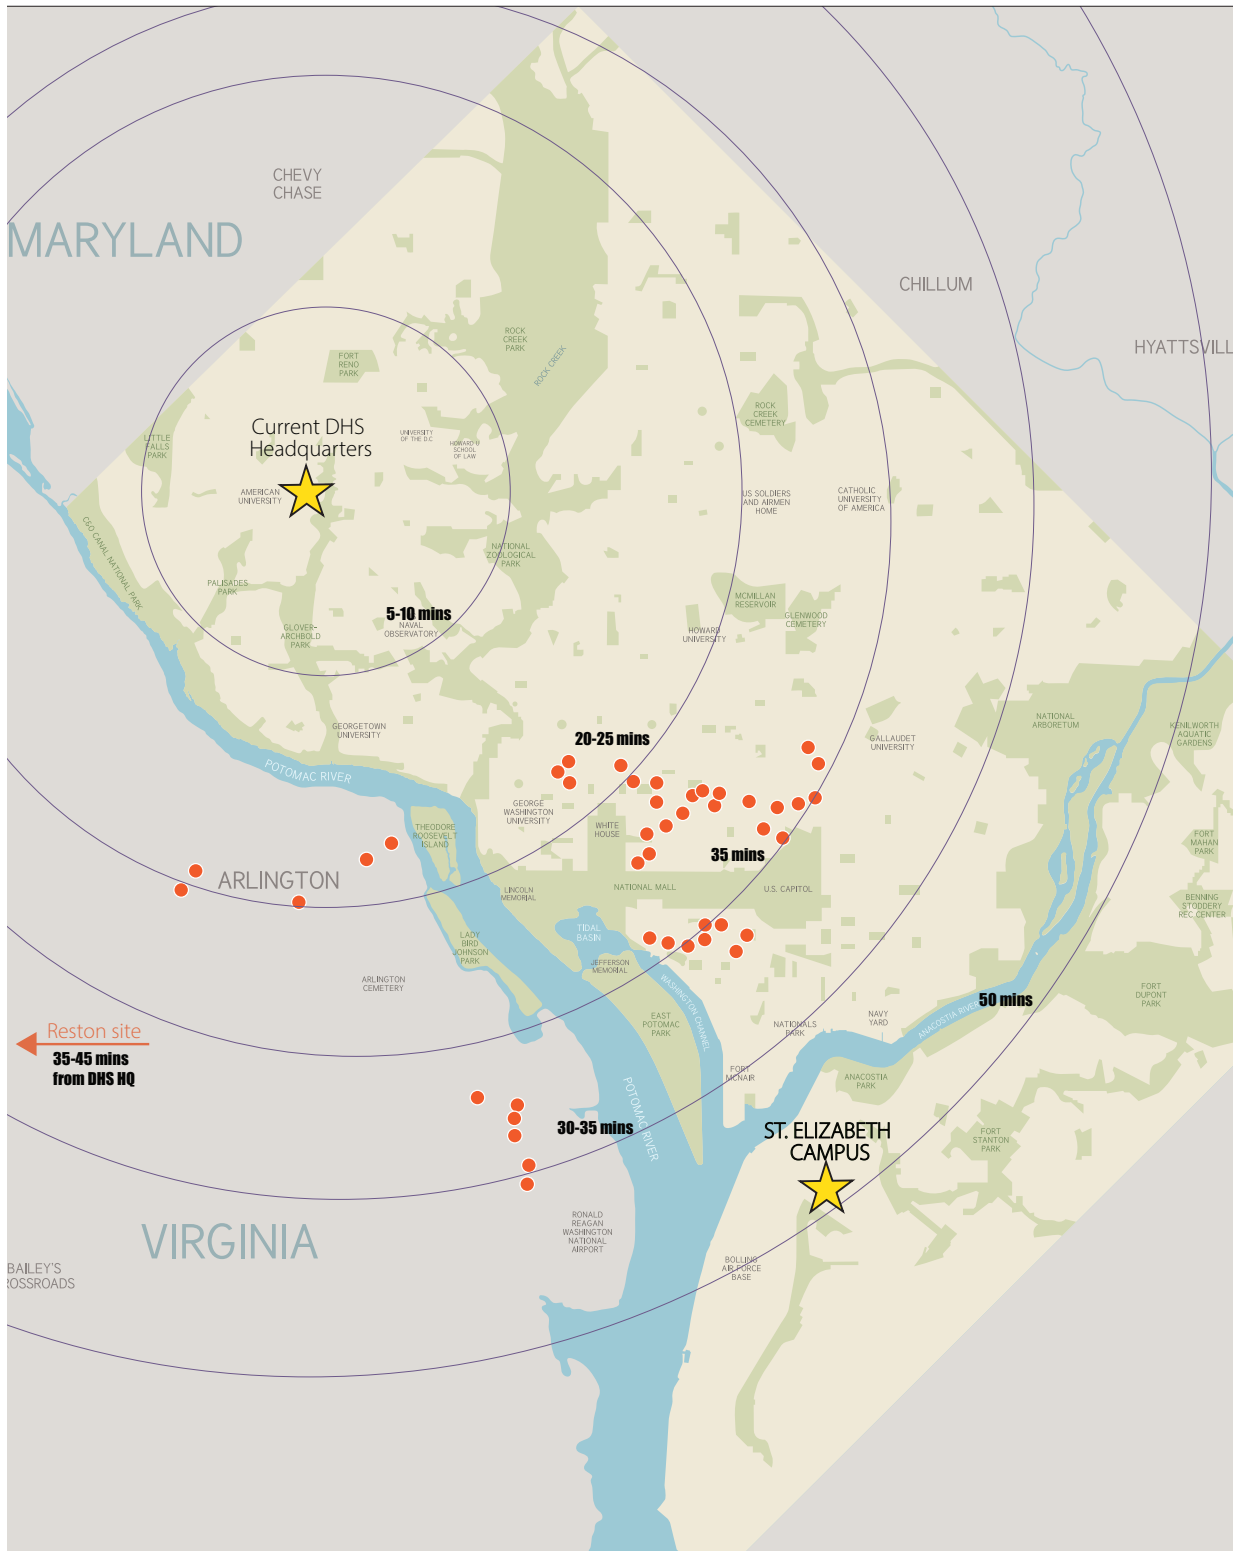 CHEVY
CHASE
MARYLAND
CHILLUM
HYATTSVILL
ROCK
CREEK
PARK
ROCK CREEK
FORT
RENO
PARK
ROCK
CREEK
CEMETERY
Current DHS
Headquarters
UNIVERSITY
OF THE D.C.
HOWARD U
SCHOOL
OF LAW
LITTLE
FALLS
PARK
AMERICAN
UNIVERSITY
US SOLDIERS
AND AIRMEN
HOME
CATHOLIC
UNIVERSITY
OF AMERICA
C&O CANAL NATIONAL PARK
NATIONAL
ZOOLOGICAL
PARK
PALISADES
PARK
MCMILLAN
RESERVOIR
5-10 mins
NAVAL
OBSERVATORY
GLOVER-
ARCHBOLD
PARK
GLENWOOD
CEMETERY
HOWARD
UNIVERSITY
NATIONAL
ARBORETUM
KENILWORTH
AQUATIC
GARDENS
GEORGETOWN
UNIVERSITY
20-25 mins
GALLAUDET
UNIVERSITY
POTOMAC RIVER
GEORGE
WASHINGTON
UNIVERSITY
THEODORE
ROOSEVELT
ISLAND
WHITE
HOUSE
FORT
MAHAN
PARK
35 mins
ARLINGTON
LINCOLN
MEMORIAL
NATIONAL MALL
U.S. CAPITOL
BENNING
STODDERY
REC.CENTER
LADY
BIRD
JOHNSON
PARK
TIDAL
BASIN
JEFFERSON
MEMORIAL
ARLINGTON
CEMETERY
WASHINGTON CHANNEL
FORT
DUPONT
PARK
50 mins
EAST
POTOMAC
PARK
NATIONALS
PARK
NAVY
YARD
ANACOSTIA RIVER
Reston site
35-45 mins
from DHS HQ
FORT
MCNAIR
ANACOSTIA
PARK
30-35 mins
POTOMAC RIVER
ST. ELIZABETH
CAMPUS
FORT
STANTON
PARK
VIRGINIA
RONALD
REAGAN
WASHINGTON
NATIONAL
AIRPORT
BOLLING
AIR FORCE
BASE
BAILEY'S
ROSSROADS